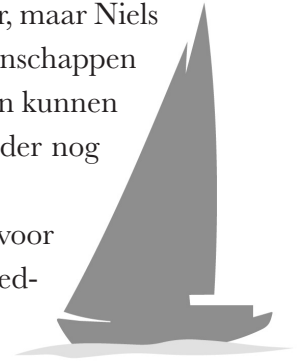 r, maar Niels
nschappen
n kunnen
der nog
voor
ed-